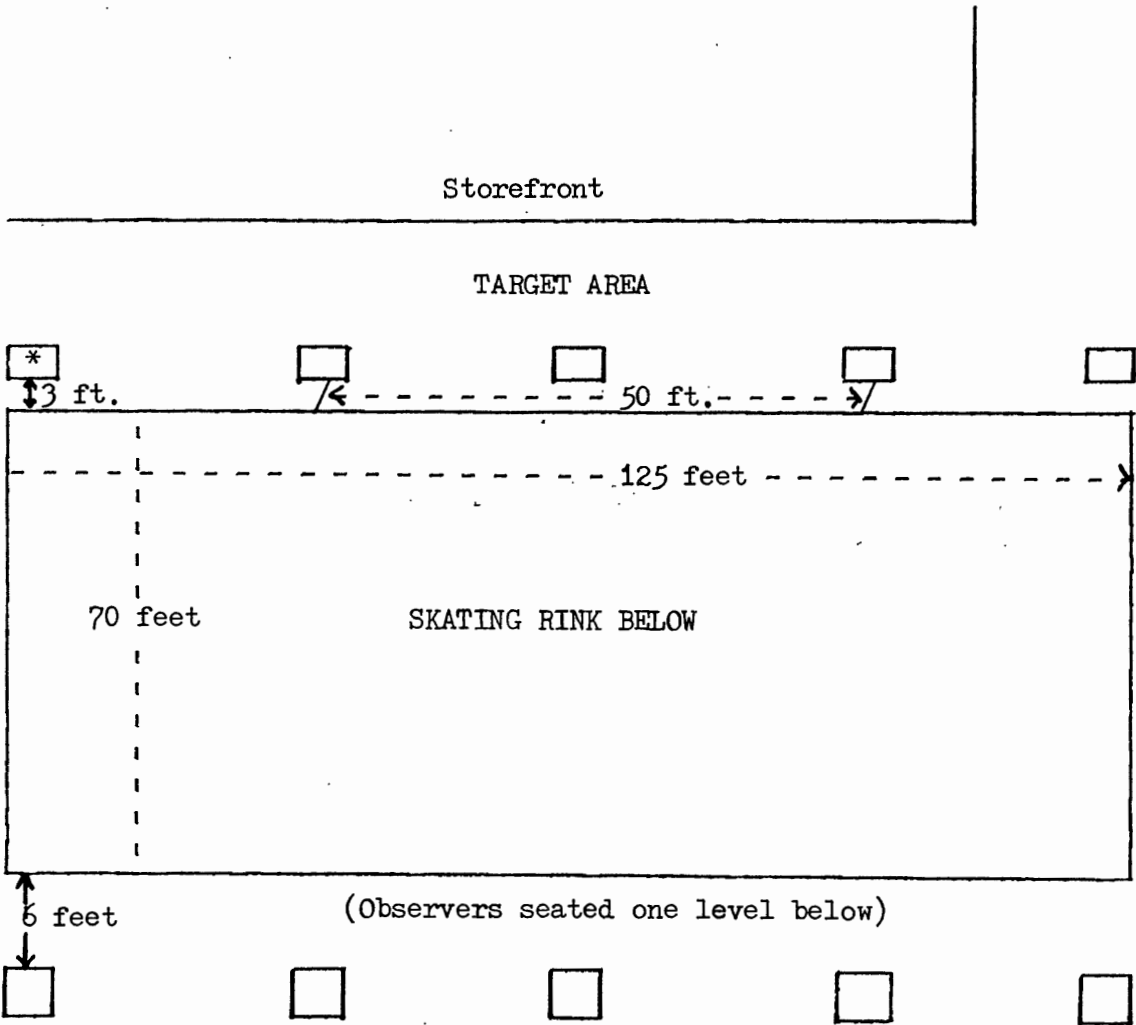 Storefront
TARGET AREA
*
3 ft.
50 ft.
125 feet
70 feet
SKATING RINK BELOW
6 feet
(Observers seated one level below)